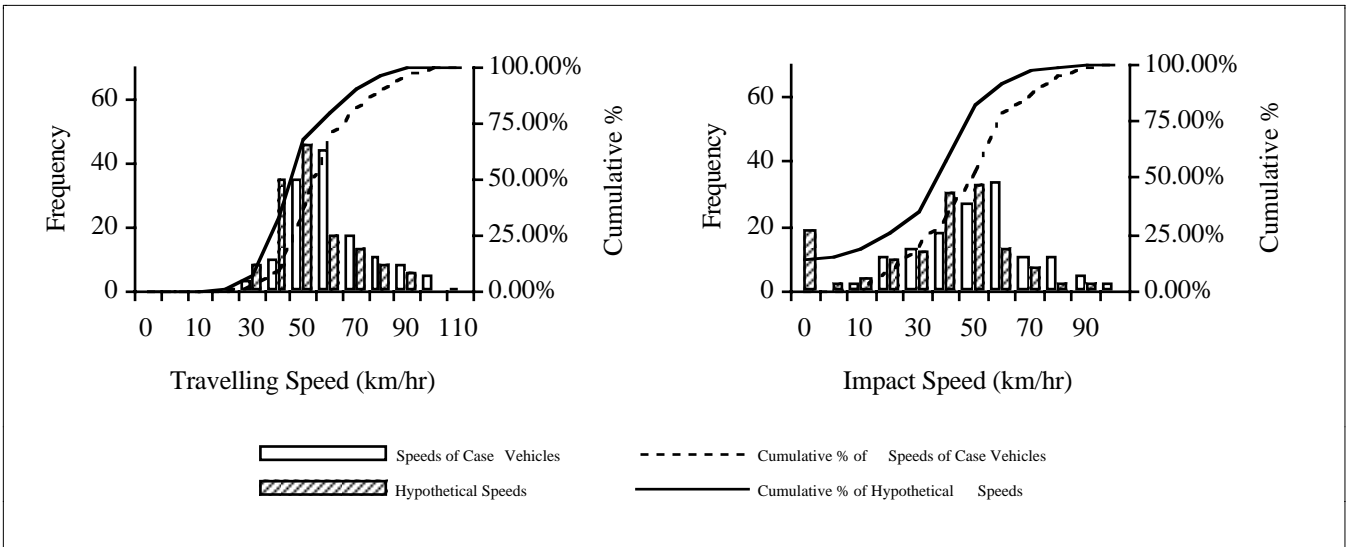 60
40
20
0
Frequency
100.00%
75.00%
50.00%
25.00%
0.00%
Cumulative %
0 10 30 50 70 90 110
Travelling Speed (km/hr)
60
40
20
0
Frequency
100.00%
75.00%
50.00%
25.00%
0.00%
Cumulative %
0 10 30 50 70 90
Impact Speed (km/hr)
Speeds of Case Vehicles
Cumulative % of Speeds of Case Vehicles
Hypothetical Speeds
Cumulative % of Hypothetical Speeds